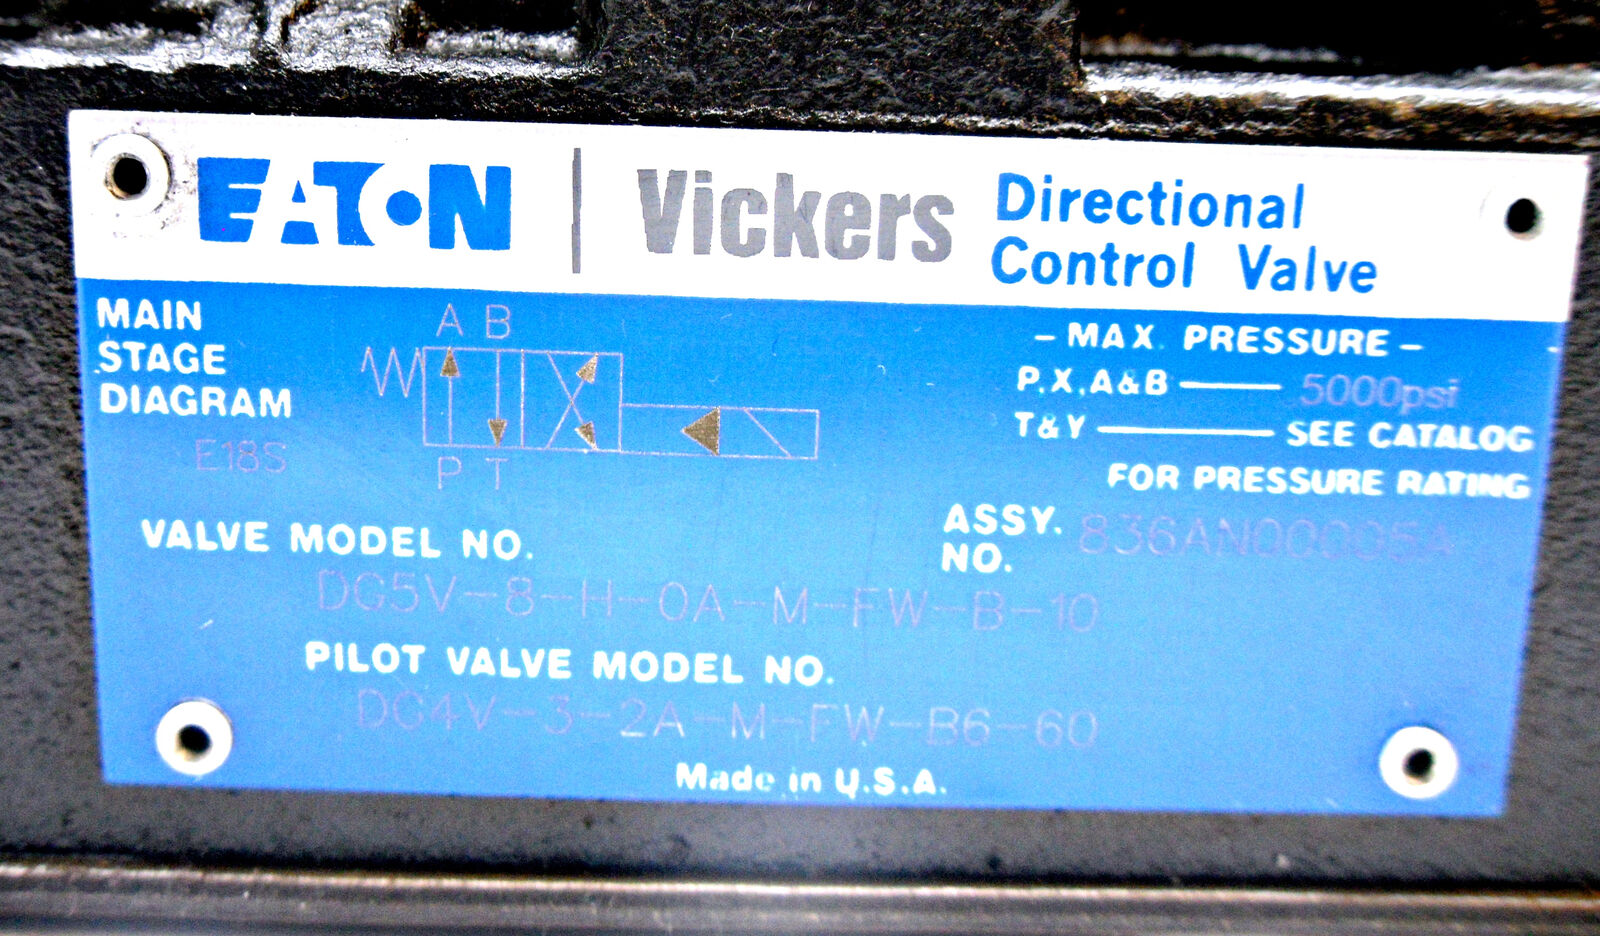 EATON | Vickers Directional
Control Valve
MAIN
STAGE
DIAGRAM
E18S
A B
P T
- MAX. PRESSURE -
P,X,A&B — 5000psi
T&Y — SEE CATALOG
FOR PRESSURE RATING
VALVE MODEL NO.
DG5V-8-H-0A-M-FW-B-10
ASSY.
NO. 836AN00005A
PILOT VALVE MODEL NO.
DG4V-3-2A-M-FW-B6-60
Made in U.S.A.